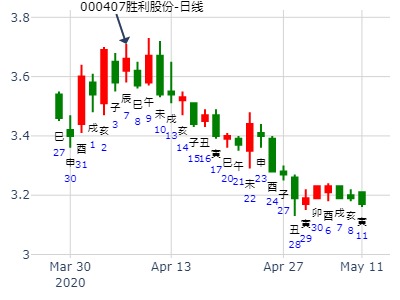 000407胜利股份-日线
3.8
3.6
3.4
3.2
3
巳
27
申
30
酉
31
戌
1
亥
2
子
3
辰
7
巳
8
午
9
未
10
戌
13
亥
14
子
15
丑
16
寅
17
巳
20
午
21
未
22
申
23
酉
24
子
27
丑
28
寅
29
卯
30
酉
6
戌
7
亥
8
寅
11
Mar 30
2020
Apr 13
Apr 27
May 11